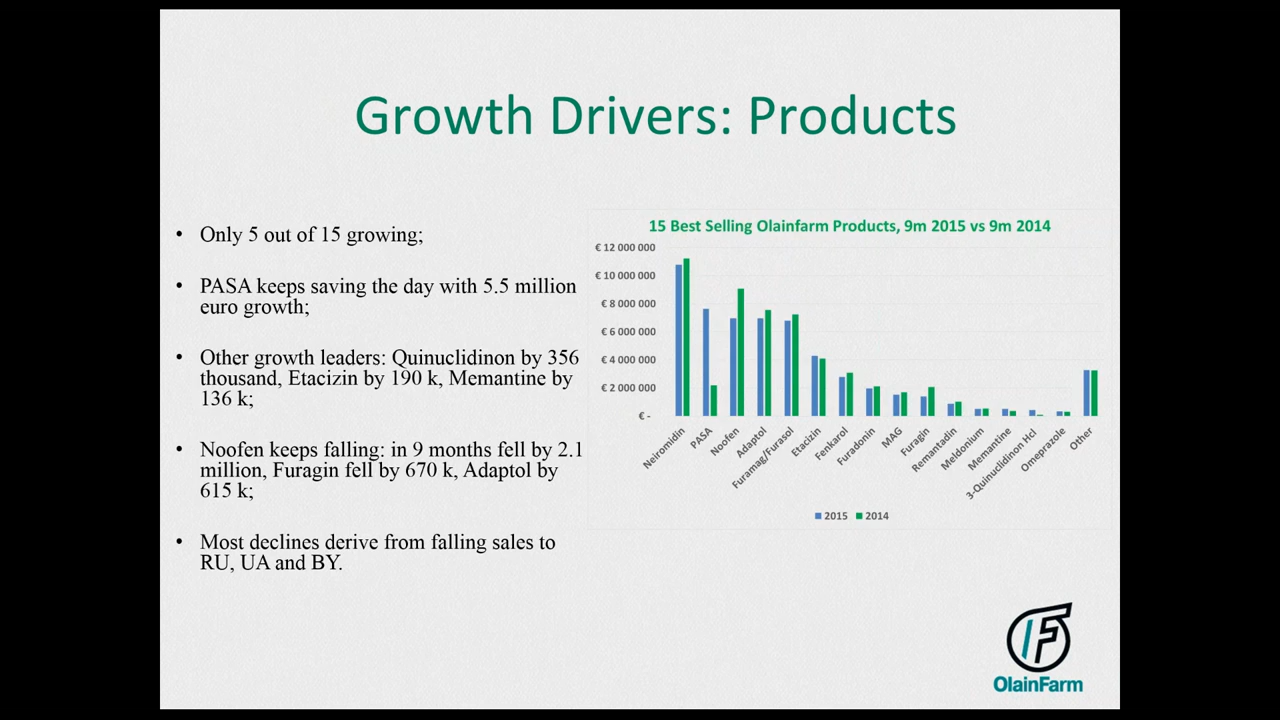 Growth Drivers: Products
• Only 5 out of 15 growing;
• PASA keeps saving the day with 5.5 million
euro growth;
• Other growth leaders: Quinuclidinon by 356
thousand, Etacizin by 190 k, Memantine by
136 k;
• Noofen keeps falling: in 9 months fell by 2.1
million, Furagin fell by 670 k, Adaptol by
615 k;
• Most declines derive from falling sales to
RU, UA and BY.
15 Best Selling Olainfarm Products, 9m 2015 vs 9m 2014
€ 12 000 000
€ 10 000 000
€ 8 000 000
€ 6 000 000
€ 4 000 000
€ 2 000 000
€ -
Neiromidin
PASA
Noofen
Adaptol
Furamag/Furasol
Etacizin
Fenkarol
Furadonin
MAG
Furagin
Remantadin
Meldonium
Memantine
3-Quinuclidinon Hcl
Omeprazole
Other
2015 2014
OlainFarm